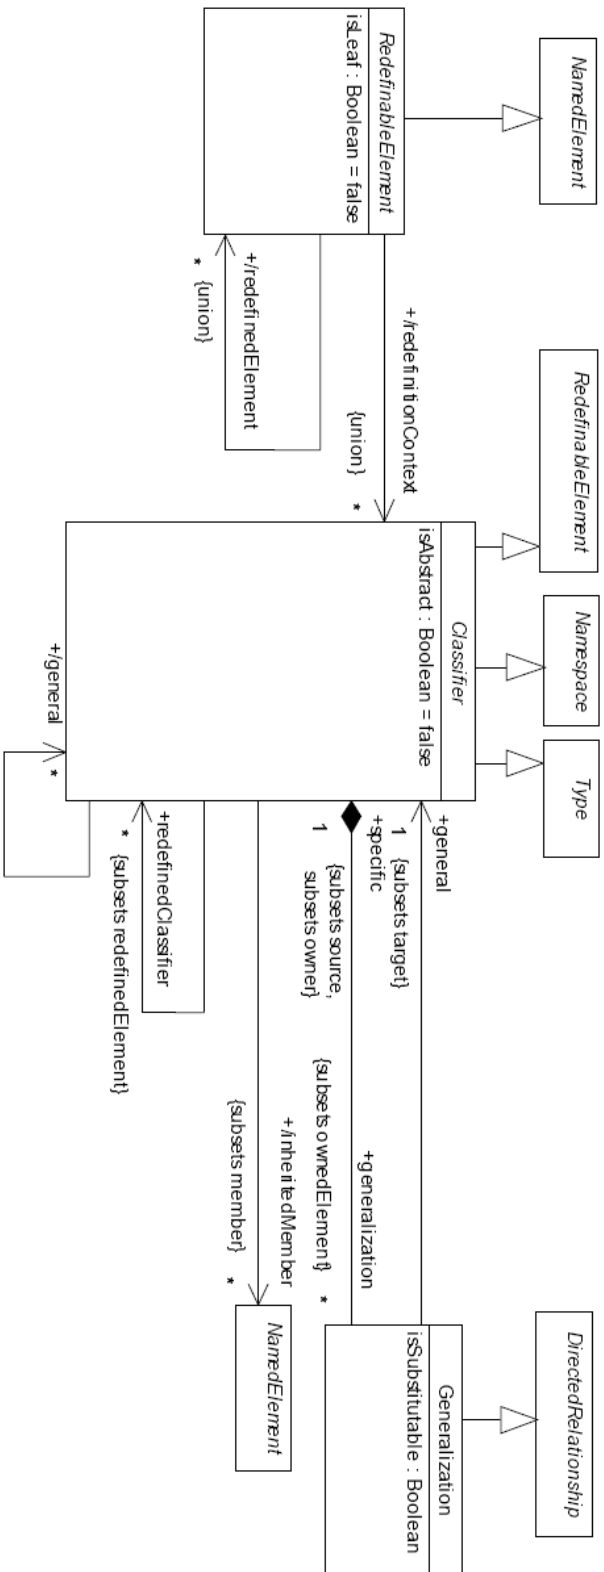 NamedElement
RedefinableElement
Namespace
Type
DirectedRelationship
RedefinableElement
isLeaf : Boolean = false
+/redefinedElement
* {union}
+/redefinitionContext
{union} *
Classifier
isAbstract : Boolean = false
+general
1 {subsets target}
+specific
1 {subsets source,
subsets owner}
+generalization
{subsets ownedElement} *
Generalization
isSubstitutable : Boolean
+/inheritedMember
{subsets member} *
NamedElement
+redefinedClassifier
* {subsets redefinedElement}
+/general
*